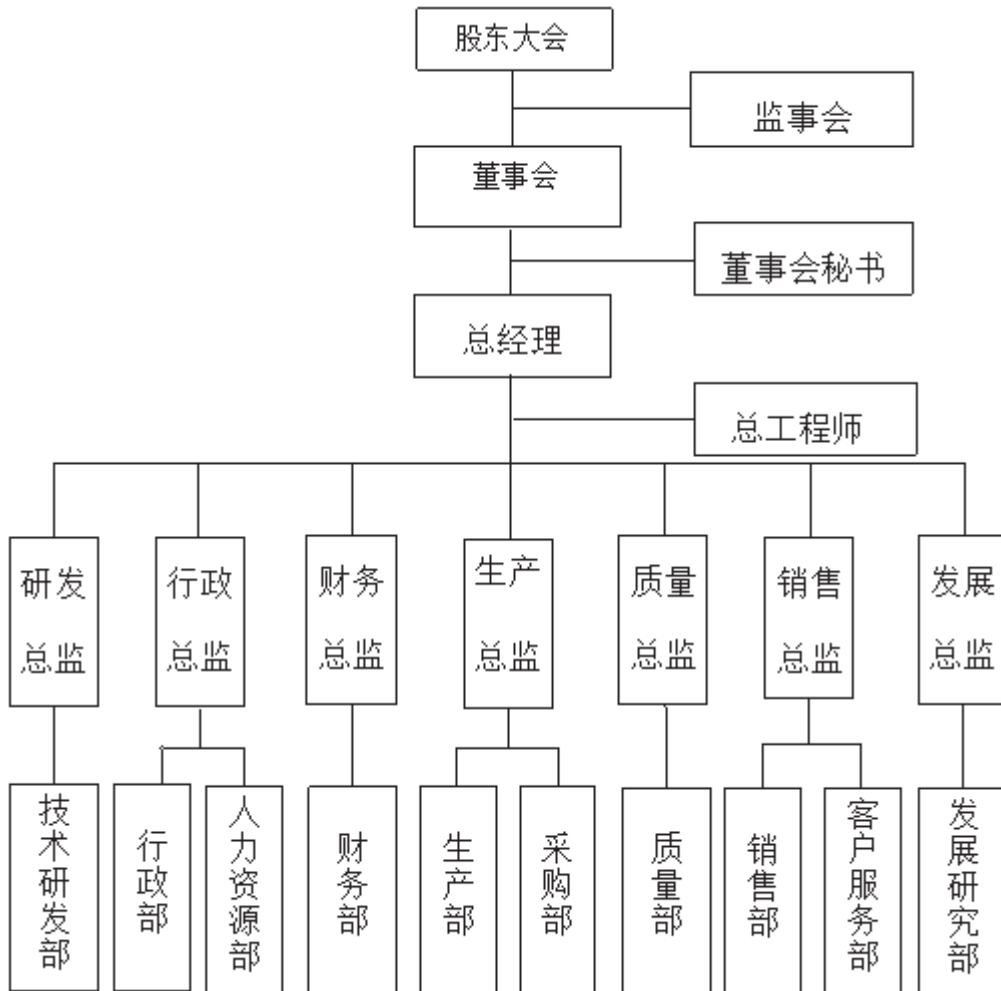 股东大会
监事会
董事会
董事会秘书
总经理
总工程师
研发
总监
行政
总监
财务
总监
生产
总监
质量
总监
销售
总监
发展
总监
技术研发部
行政部
人力资源部
财务部
生产部
采购部
质量部
销售部
客户服务部
发展研究部